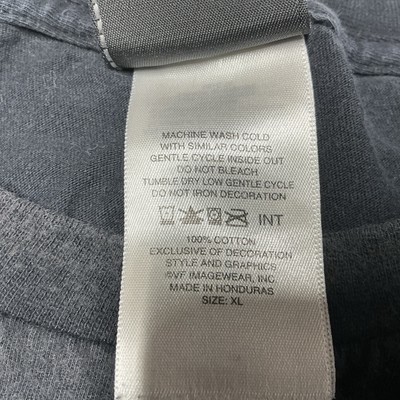 MACHINE WASH COLD
WITH SIMILAR COLORS
GENTLE CYCLE INSIDE OUT
DO NOT BLEACH
TUMBLE DRY LOW GENTLE CYCLE
DO NOT IRON DECORATION
INT
100% COTTON
EXCLUSIVE OF DECORATION
STYLE AND GRAPHICS
©VF IMAGEWEAR, INC.
MADE IN HONDURAS
SIZE: XL